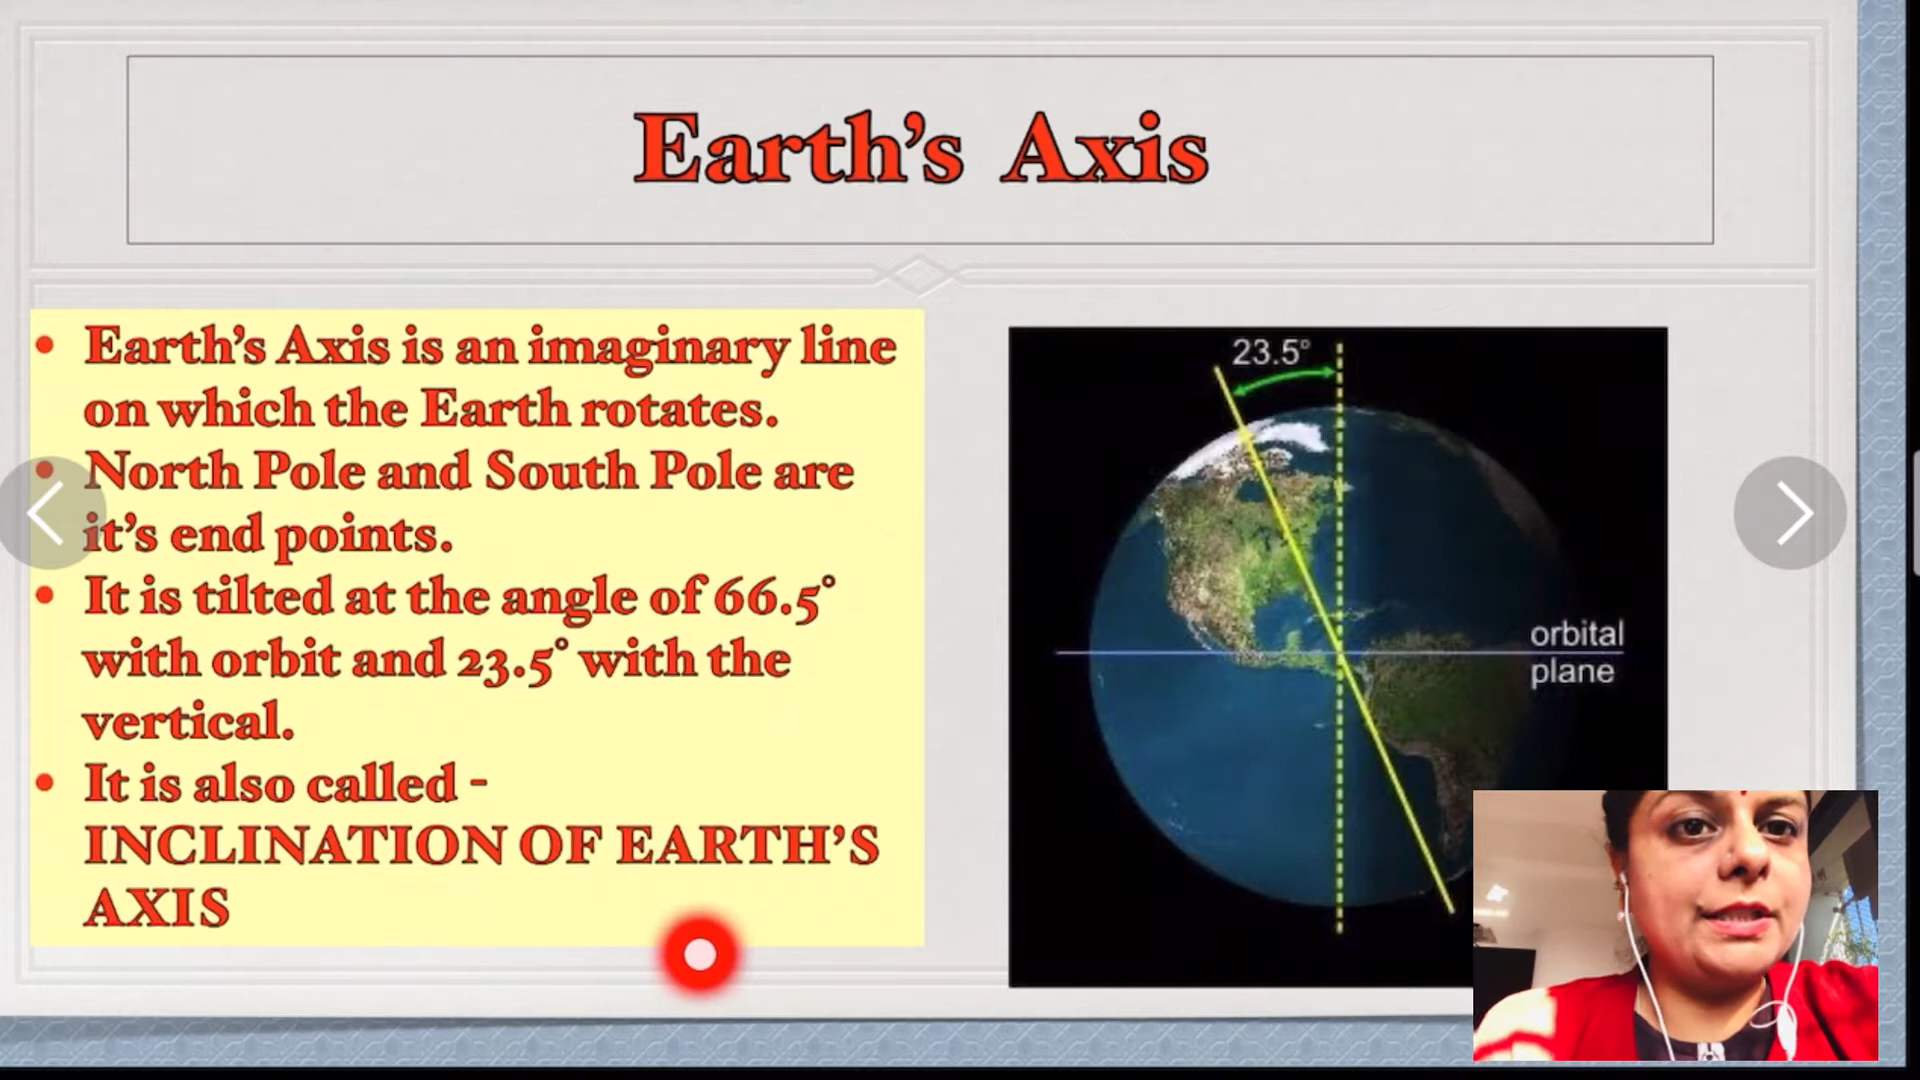 Earth's Axis
• Earth's Axis is an imaginary line
on which the Earth rotates.
• North Pole and South Pole are
it's end points.
• It is tilted at the angle of 66.5°
with orbit and 23.5° with the
vertical.
• It is also called -
INCLINATION OF EARTH'S
AXIS
23.5°
orbital
plane